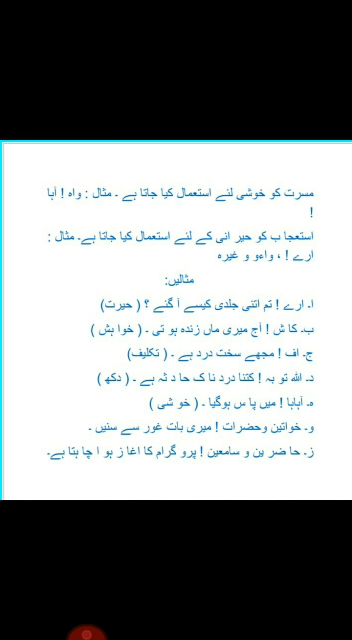 مسرت کو خوشی لئے استعمال کیا جاتا ہے ۔ مثال : واہ ! آہا
!
استعجا ب کو حیر انی کے لئے استعمال کیا جاتا ہے۔ مثال :
ارے ! ، واءو و غیرہ
مثالیں:
ا۔ ارے ! تم اتنی جلدی کیسے آ گئے ؟ ( حیرت)
ب۔ کا ش ! آج میری ماں زندہ ہو تی ۔ ( خوا ہش )
ج۔ اف ! مجھے سخت درد ہے ۔ ( تکلیف)
د۔ الله تو بہ ! کتنا درد نا ک حا د ثہ ہے ۔ ( دکھ )
ہ۔ آہاہا ! میں پا س ہوگیا ۔ ( خو شی )
و۔ خواتین وحضرات ! میری بات غور سے سنیں ۔
ز۔ حا ضر ین و سامعین ! پرو گرام کا اغا ز ہو ا چا ہتا ہے۔